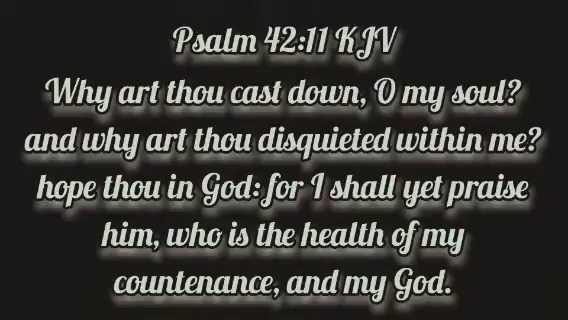 Psalm 42:11 KJV
Why art thou cast down, O my soul?
and why art thou disquieted within me?
hope thou in God: for I shall yet praise
him, who is the health of my
countenance, and my God.